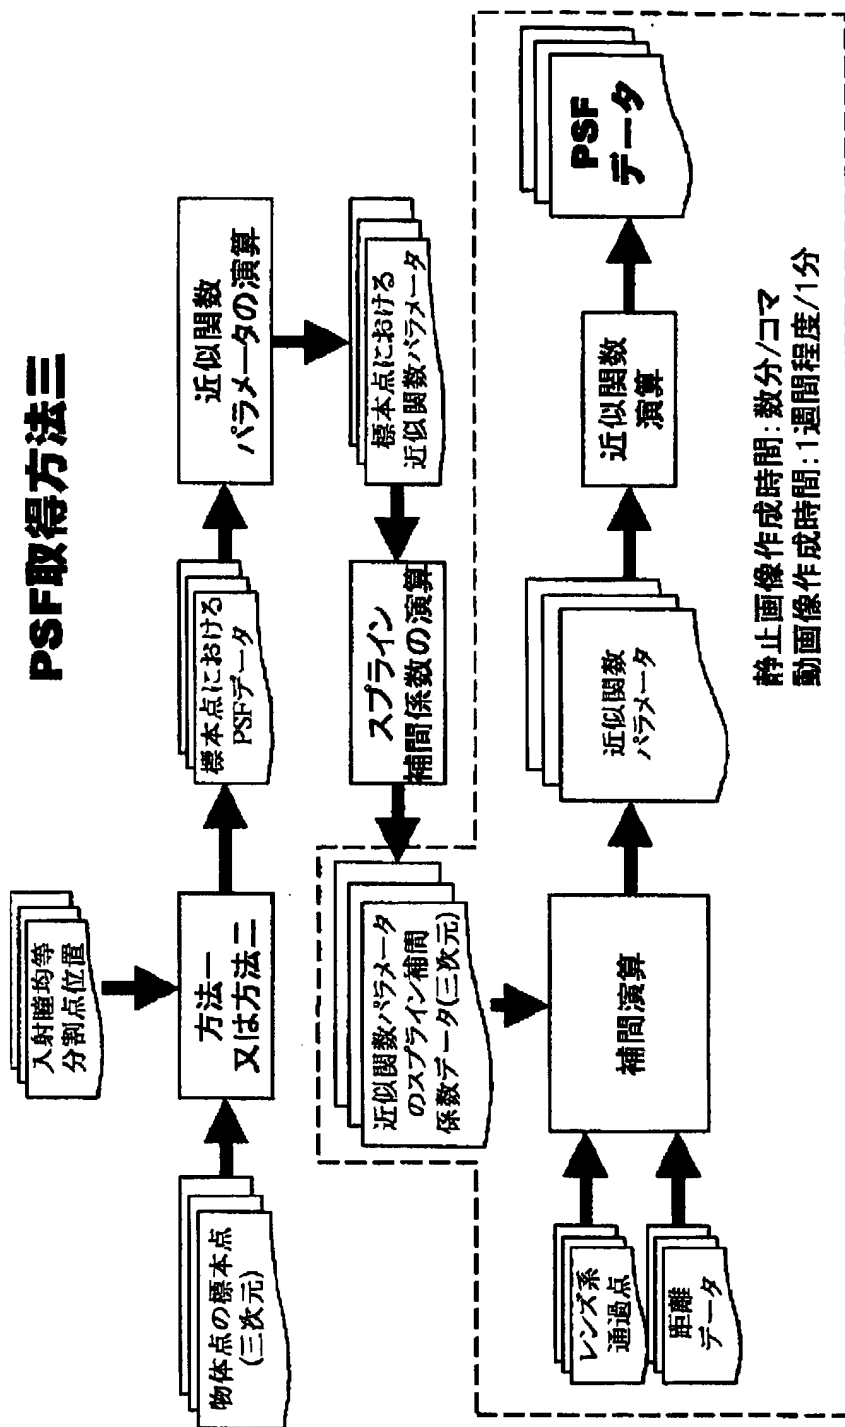 PSF取得方法三
入射瞳均等
分割点位置
物体点の標本点
(三次元)
方法一
又は方法二
標本点における
PSFデータ
近似関数
パラメータの演算
標本点における
近似関数パラメータ
スプライン
補間係数の演算
近似関数パラメータ
のスプライン補間
係数データ(三次元)
レンズ系
通過点
距離
データ
補間演算
近似関数
パラメータ
近似関数
演算
PSF
データ
静止画像作成時間:数分/コマ
動画像作成時間:1週間程度/1分